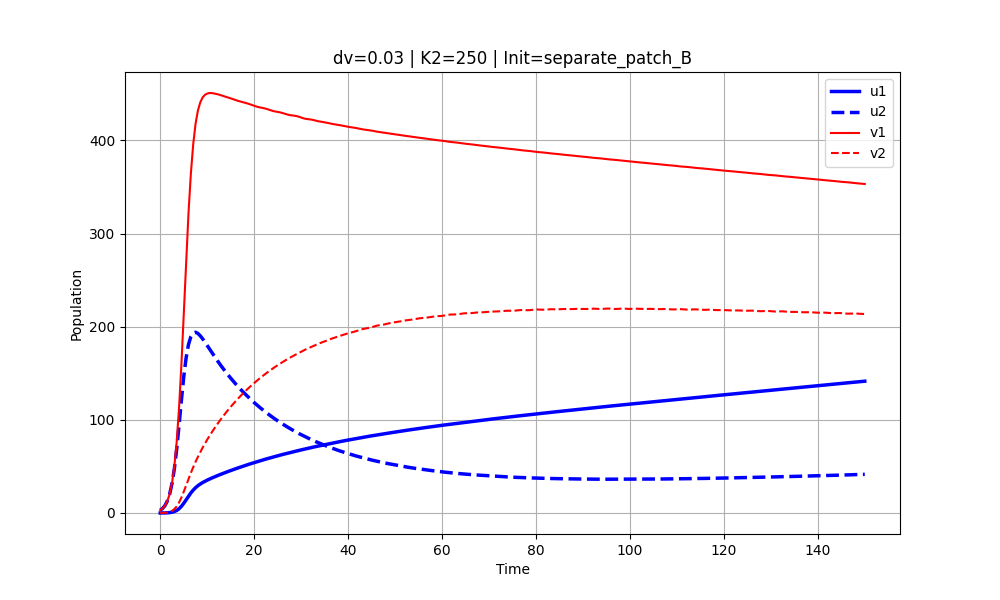 dv=0.03 | K2=250 | Init=separate_patch_B
u1
u2
v1
v2
400
300
200
100
0
Population
0 20 40 60 80 100 120 140
Time